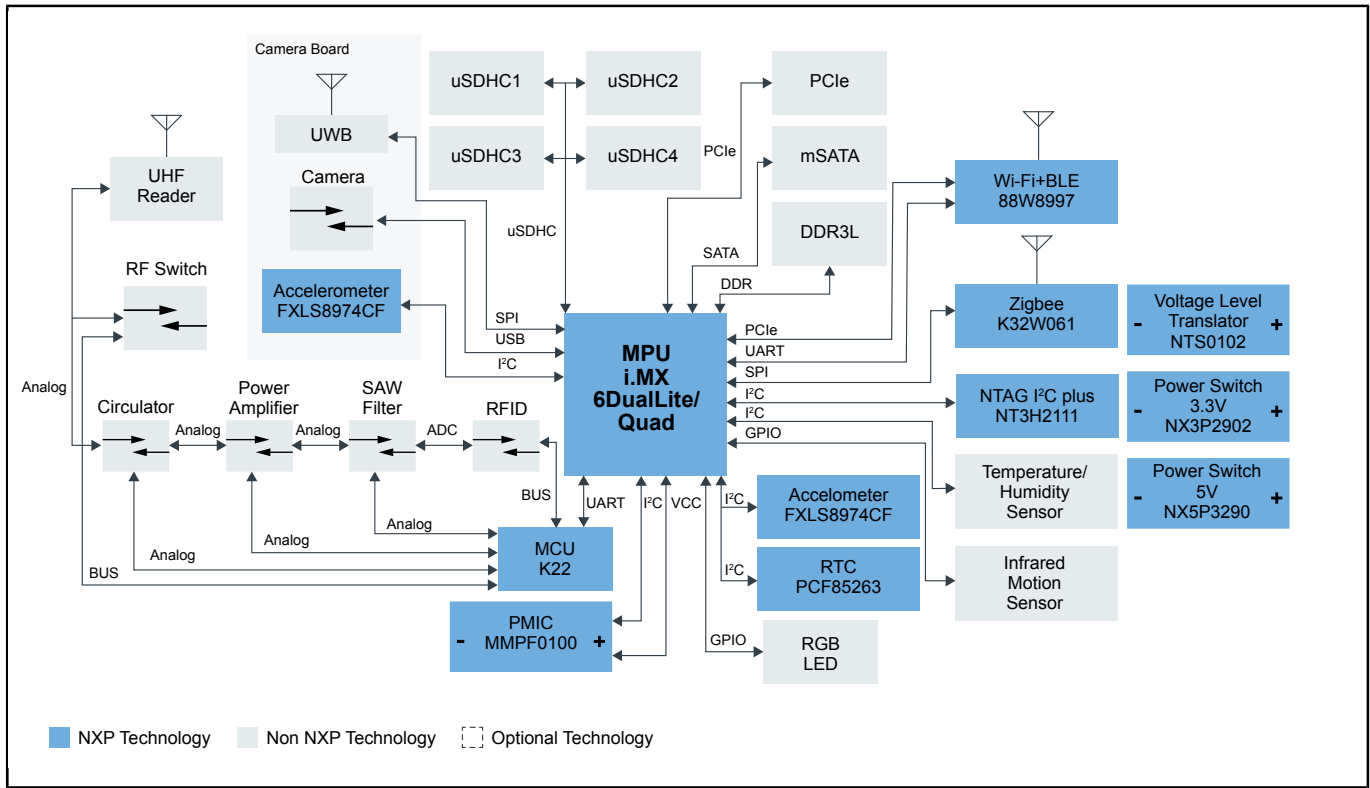 Camera Board
uSDHC1
uSDHC2
PCIe
UWB
uSDHC3
uSDHC4
PCIe
mSATA
UHF
Reader
Camera
Wi-Fi+BLE
88W8997
uSDHC
DDR3L
SATA
RF Switch
DDR
Accelerometer
FXLS8974CF
SPI
USB
I²C
MPU
i.MX
6DualLite/
Quad
PCIe
UART
SPI
I²C
I²C
GPIO
Zigbee
K32W061
Voltage Level
Translator
- NTS0102 +
Analog
Circulator
Power
Amplifier
SAW
Filter
RFID
NTAG I²C plus
NT3H2111
Power Switch
- 3.3V +
NX3P2902
Analog
Analog
ADC
BUS
UART
I²C
VCC
I²C
Accelometer
FXLS8974CF
Temperature/
Humidity
Sensor
Power Switch
- 5V +
NX5P3290
Analog
Analog
Analog
BUS
MCU
K22
I²C
RTC
PCF85263
Infrared
Motion
Sensor
PMIC
- MMPF0100 +
GPIO
RGB
LED
NXP Technology
Non NXP Technology
Optional Technology